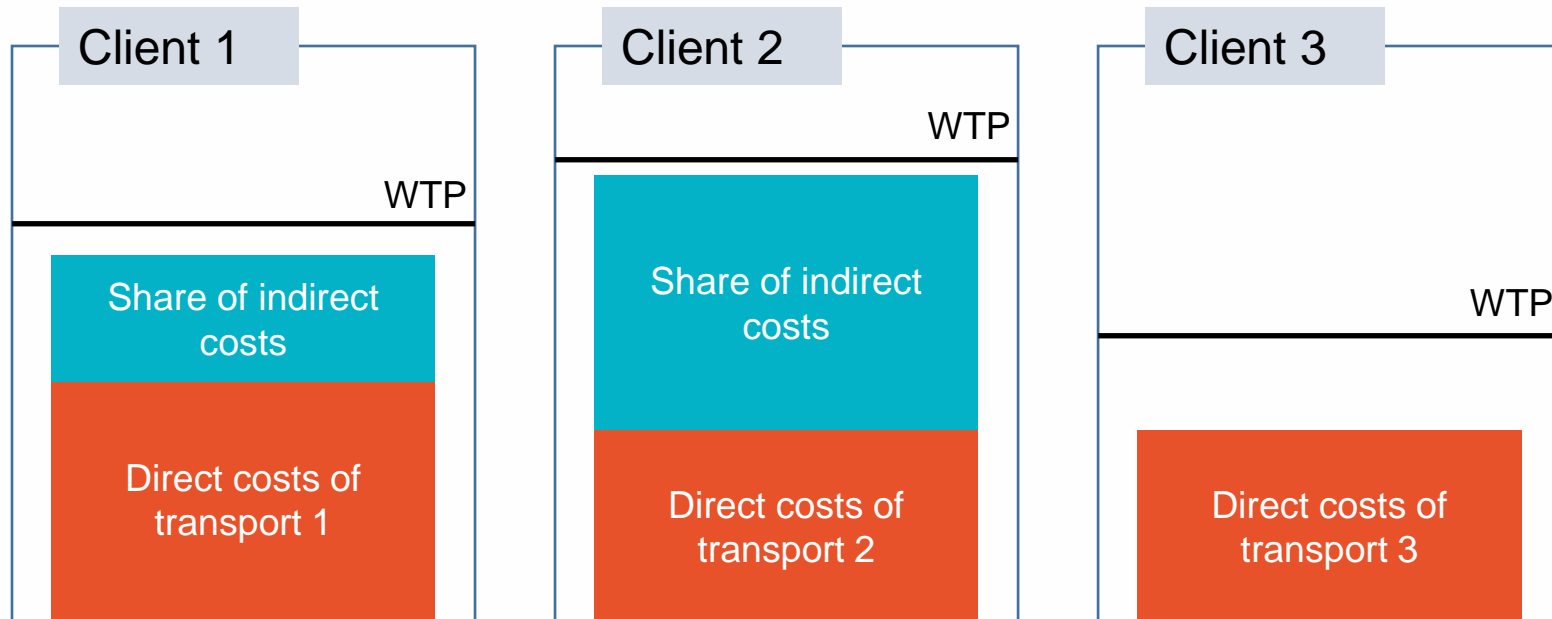 Client 1
WTP
Share of indirect
costs
Direct costs of
transport 1
Client 2
WTP
Share of indirect
costs
Direct costs of
transport 2
Client 3
WTP
Direct costs of
transport 3